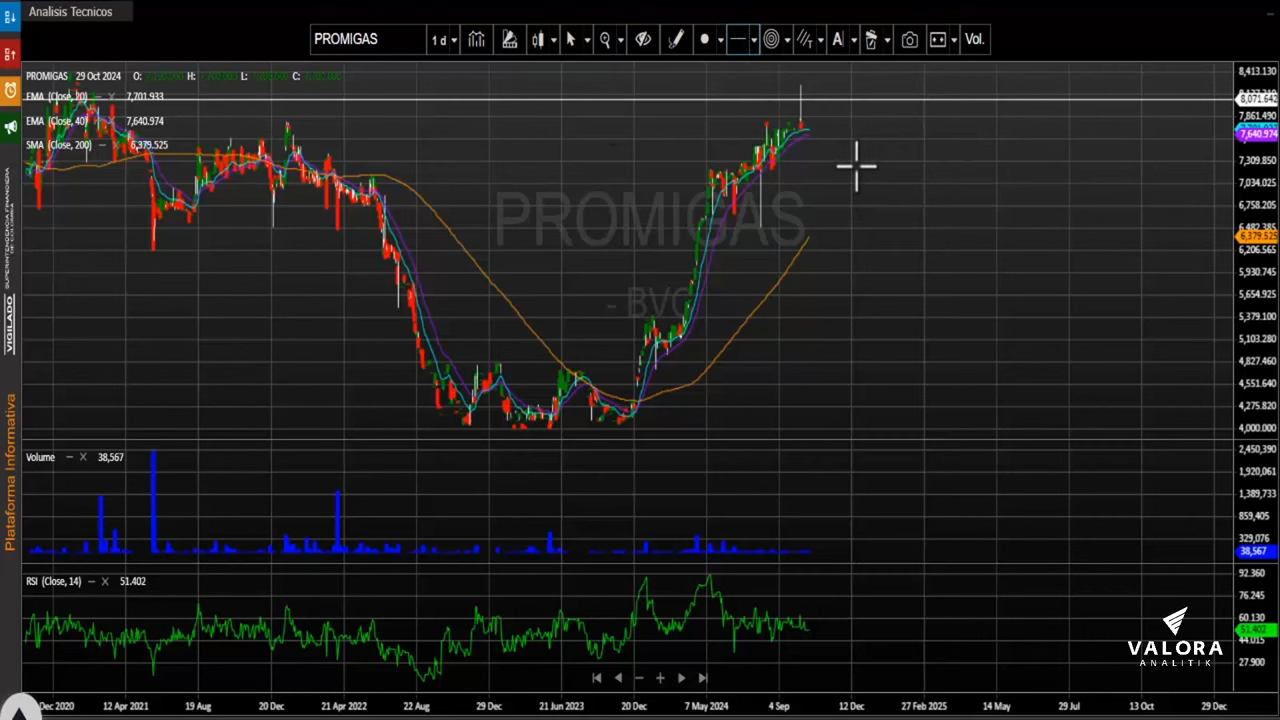 Analisis Tecnicos
PROMIGAS
1 d
A
Vol.
PROMIGAS 29 Oct 2024 O: H: L: C:
EMA (Close, 20) 7,701.933
EMA (Close, 40) 7,640.974
SMA (Close, 200) 6,379.525
PROMIGAS
- BVC
8,413.130
8,071.642
7,861.490
7,640.974
7,309.850
7,034.025
6,758.205
6,482.385
6,379.525
6,206.565
5,930.745
5,654.925
5,379.100
5,103.280
4,827.460
4,551.640
4,275.820
4,000.000
Volume 38,567
2,450,390
1,920,061
1,389,733
859,405
329,076
38,567
RSI (Close, 14) 51.402
92.360
76.245
60.130
51.402
44.015
27.900
VALORA
ANALITIK
Dec 2020 12 Apr 2021 19 Aug 20 Dec 21 Apr 2022 22 Aug 29 Dec 21 Jun 2023 20 Dec 7 May 2024 4 Sep 12 Dec 27 Feb 2025 14 May 29 Jul 13 Oct 29 Dec
VIGILADO
Plataforma Informativa